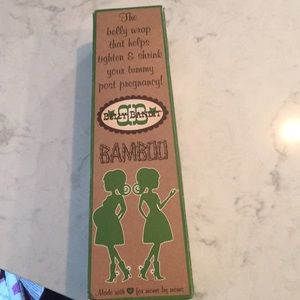 The
belly wrap
that helps
tighten & shrink
your tummy
post pregnancy!
BB
BELLY BANDIT
BAMBOO
Made with ♥ for moms by moms